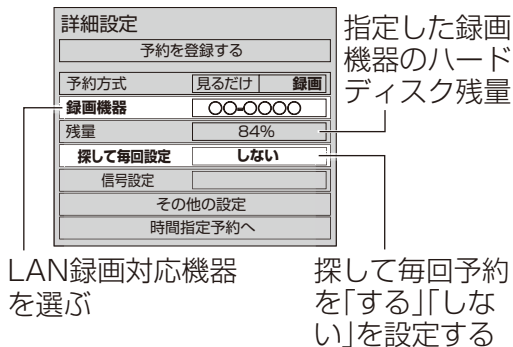 詳細設定
予約を登録する
予約方式 見るだけ 録画
録画機器 ○○-○○○○
残量 84%
探して毎回設定 しない
信号設定
その他の設定
時間指定予約へ
指定した録画
機器のハード
ディスク残量
LAN録画対応機器
を選ぶ
探して毎回予約
を｢する｣｢しな
い｣を設定する